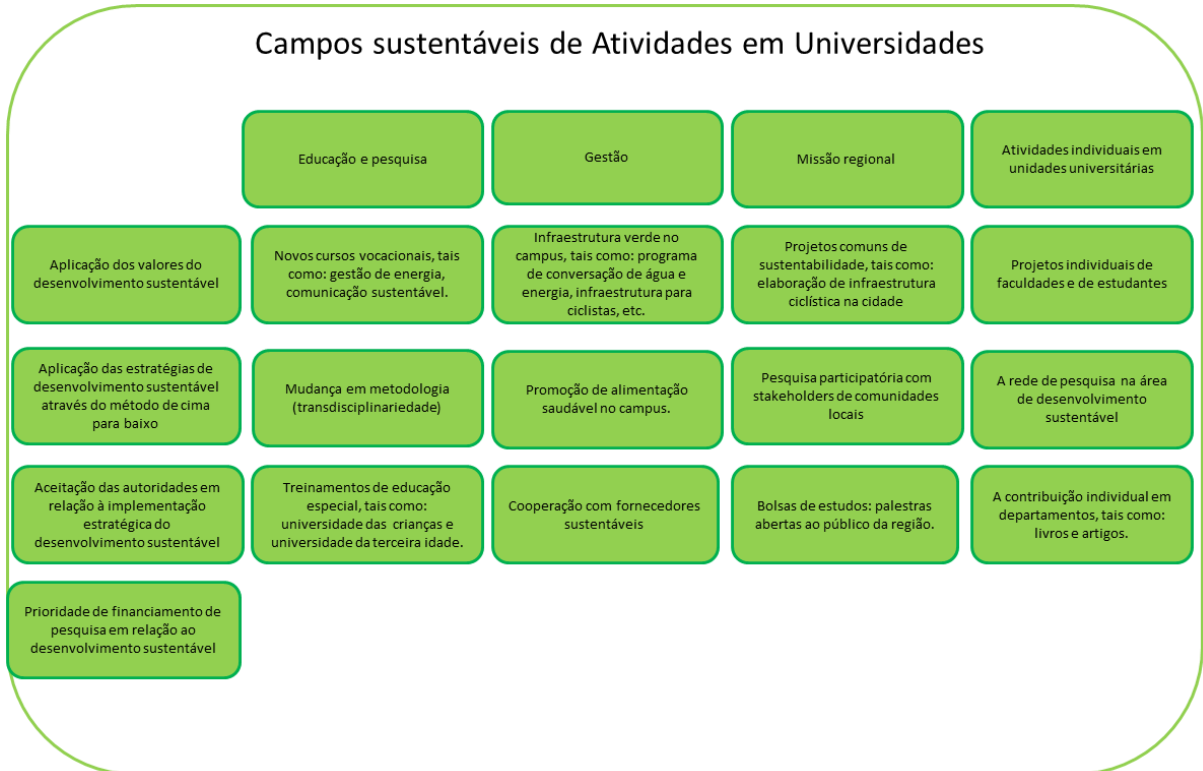 Campos sustentáveis de Atividades em Universidades
Educação e pesquisa
Gestão
Missão regional
Atividades individuais em
unidades universitárias
Aplicação dos valores do
desenvolvimento sustentável
Novos cursos vocacionais, tais
como: gestão de energia,
comunicação sustentável.
Infraestrutura verde no
campus, tais como: programa
de conversação de água e
energia, infraestrutura para
ciclistas, etc.
Projetos comuns de
sustentabilidade, tais como:
elaboração de infraestrutura
ciclística na cidade
Projetos individuais de
faculdades e de estudantes
Aplicação das estratégias de
desenvolvimento sustentável
através do método de cima
para baixo
Mudança em metodologia
(transdisciplinariedade)
Promoção de alimentação
saudável no campus.
Pesquisa participatória com
stakeholders de comunidades
locais
A rede de pesquisa na área
de desenvolvimento
sustentável
Aceitação das autoridades em
relação à implementação
estratégica do
desenvolvimento sustentável
Treinamentos de educação
especial, tais como:
universidade das crianças e
universidade da terceira idade.
Cooperação com fornecedores
sustentáveis
Bolsas de estudos: palestras
abertas ao público da região.
A contribuição individual em
departamentos, tais como:
livros e artigos.
Prioridade de financiamento de
pesquisa em relação ao
desenvolvimento sustentável